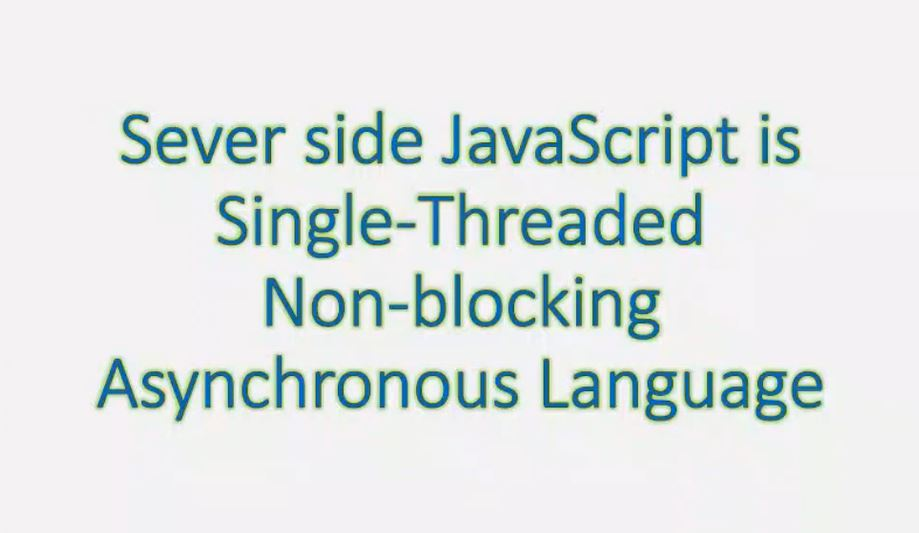 Sever side JavaScript is
Single-Threaded
Non-blocking
Asynchronous Language